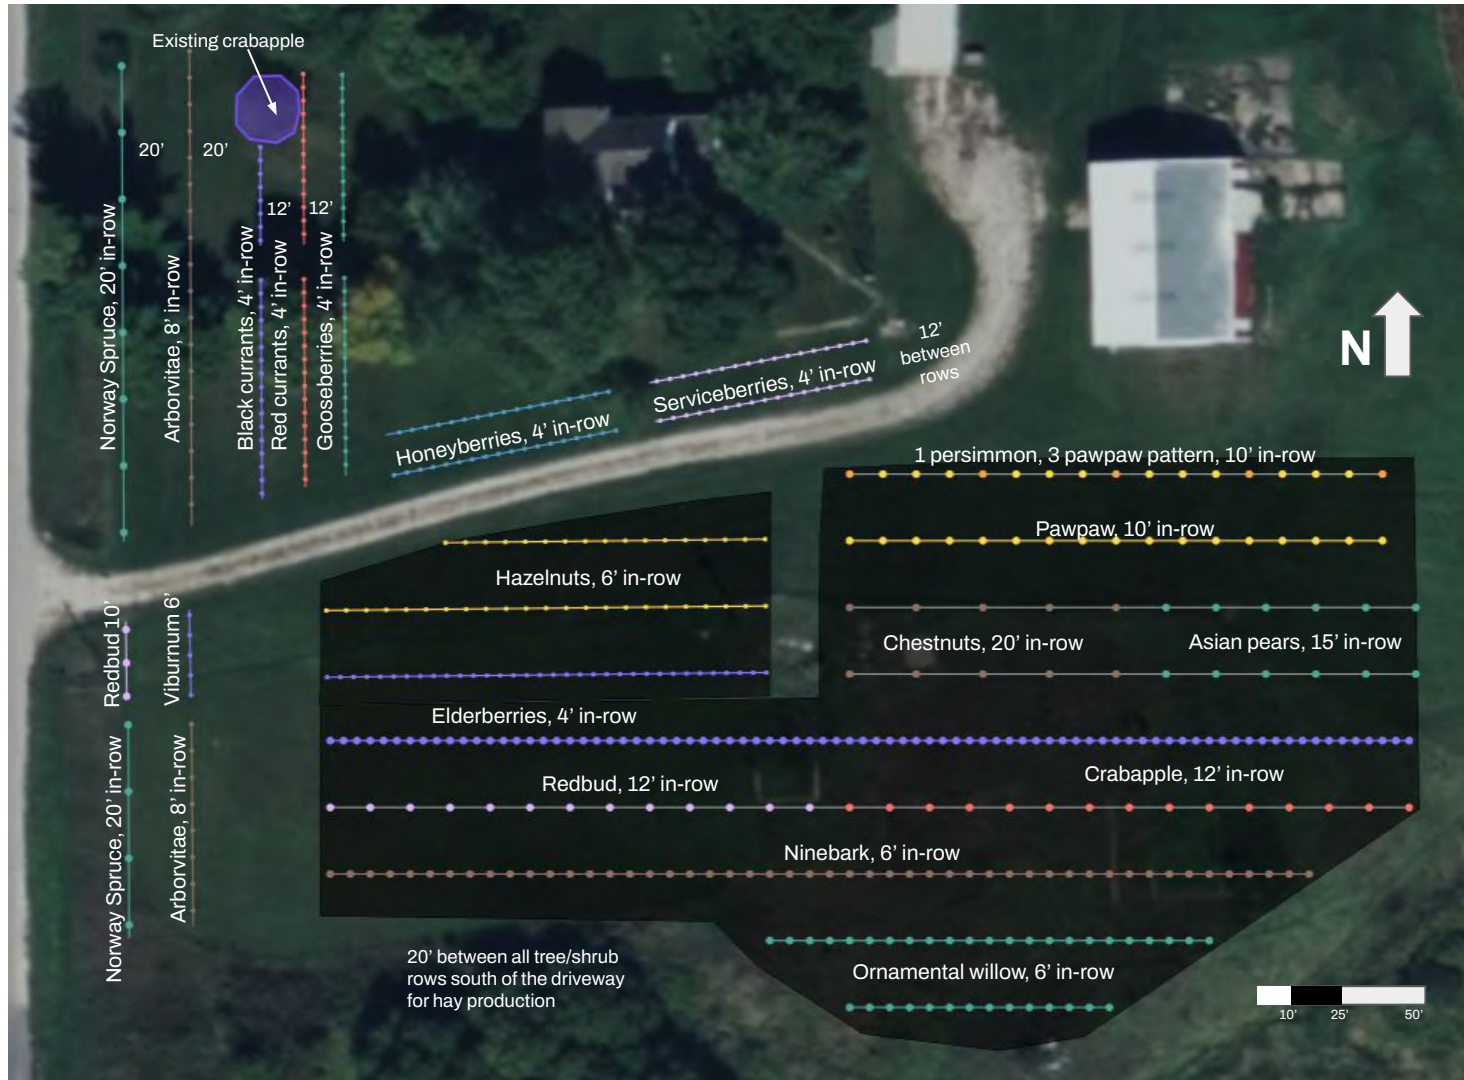 Existing crabapple
20’
20’
12’
12’
Norway Spruce, 20’ in-row
Arborvitae, 8’ in-row
Black currants, 4’ in-row
Red currants, 4’ in-row
Gooseberries, 4’ in-row
Honeyberries, 4’ in-row
Serviceberries, 4’ in-row
12’
between
rows
N
1 persimmon, 3 pawpaw pattern, 10’ in-row
Pawpaw, 10’ in-row
Hazelnuts, 6’ in-row
Redbud 10’
Viburnum 6’
Chestnuts, 20’ in-row
Asian pears, 15’ in-row
Elderberries, 4’ in-row
Norway Spruce, 20’ in-row
Arborvitae, 8’ in-row
Redbud, 12’ in-row
Crabapple, 12’ in-row
Ninebark, 6’ in-row
20’ between all tree/shrub
rows south of the driveway
for hay production
Ornamental willow, 6’ in-row
10’
25’
50’